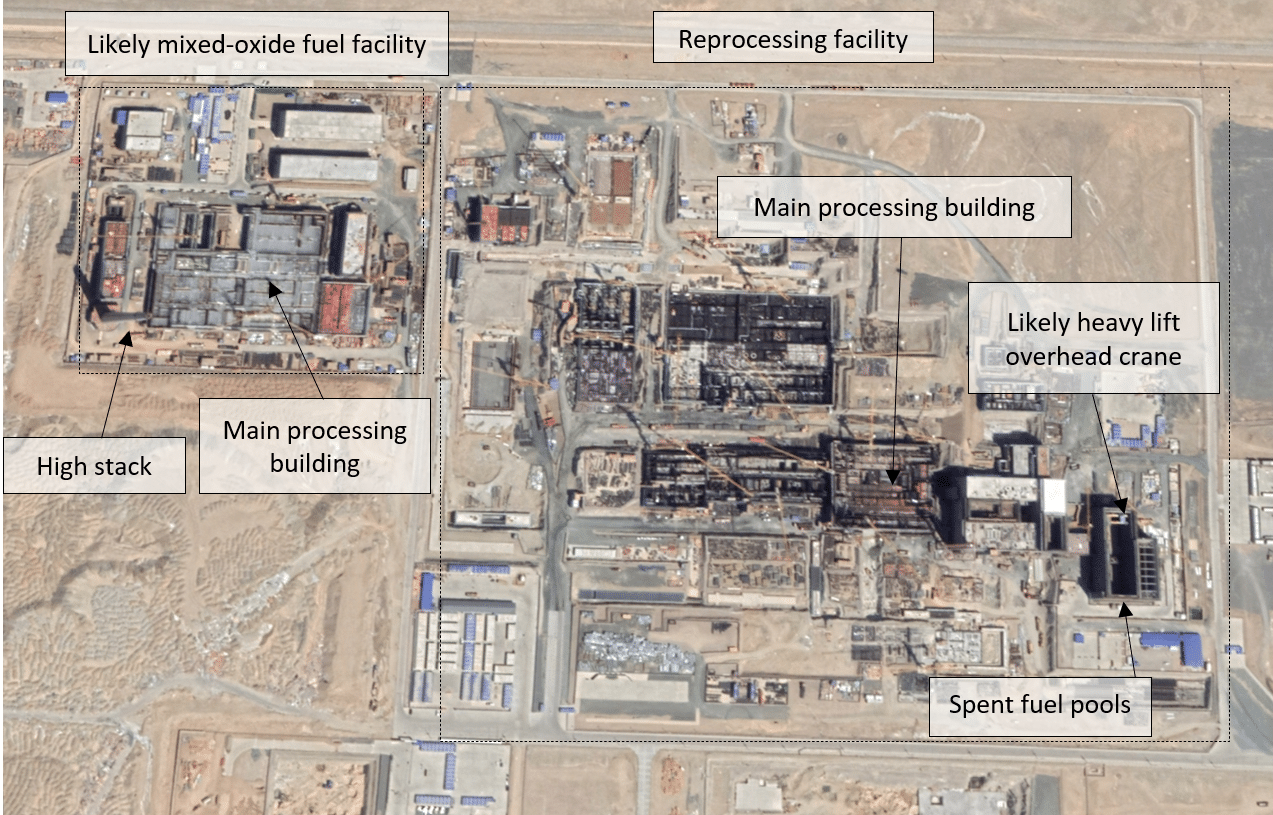 Likely mixed-oxide fuel facility
Reprocessing facility
Main processing building
Likely heavy lift
overhead crane
High stack
Main processing
building
Spent fuel pools